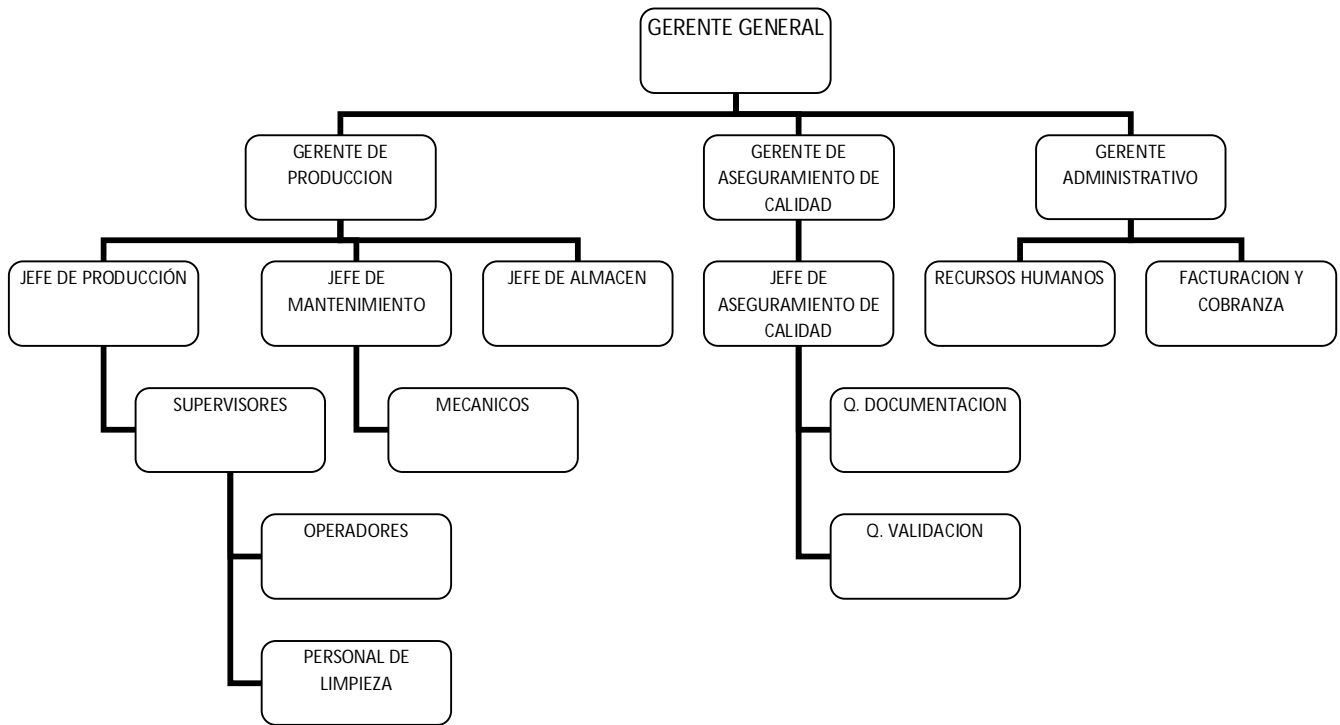 GERENTE GENERAL
GERENTE DE
PRODUCCION
GERENTE DE
ASEGURAMIENTO DE
CALIDAD
GERENTE
ADMINISTRATIVO
JEFE DE PRODUCCIÓN
JEFE DE
MANTENIMIENTO
JEFE DE ALMACEN
JEFE DE
ASEGURAMIENTO DE
CALIDAD
RECURSOS HUMANOS
FACTURACION Y
COBRANZA
SUPERVISORES
MECANICOS
Q. DOCUMENTACION
OPERADORES
Q. VALIDACION
PERSONAL DE
LIMPIEZA